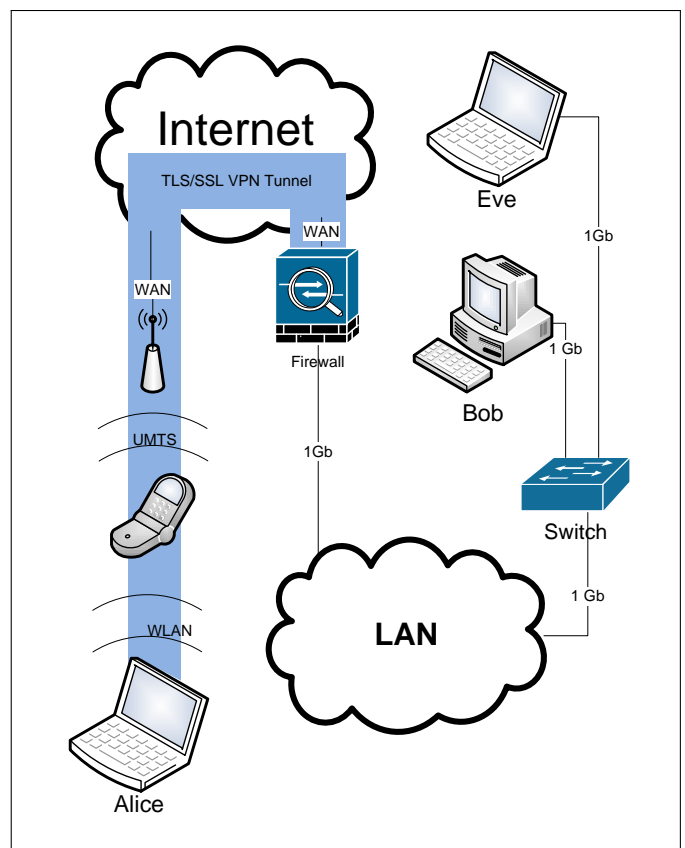 Internet
TLS/SSL VPN Tunnel
WAN
WAN
Firewall
UMTS
WLAN
Alice
1Gb
LAN
Eve
1Gb
1 Gb
Bob
Switch
1 Gb